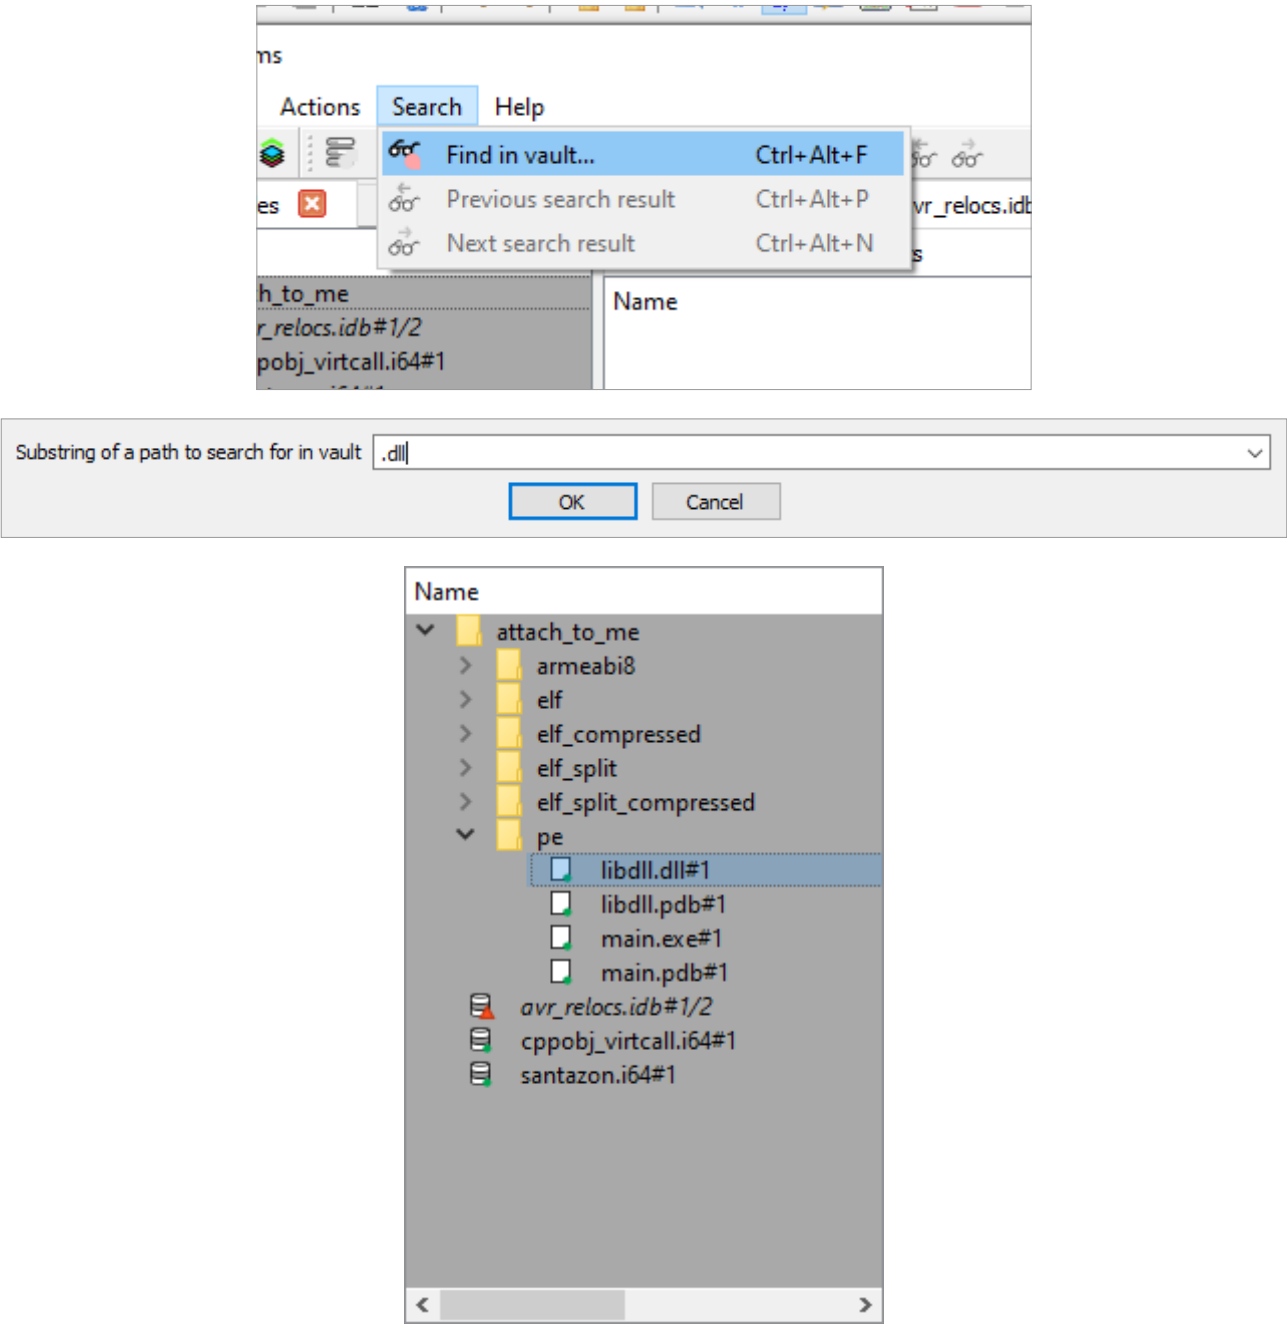 ms
Actions Search Help
Find in vault... Ctrl+Alt+F
Previous search result Ctrl+Alt+P
Next search result Ctrl+Alt+N
es vr_relocs.idb
s
h_to_me
Name
r_relocs.idb#1/2
ppobj_virtcall.i64#1
Substring of a path to search for in vault .dll
OK Cancel
Name
attach_to_me
armeabi8
elf
elf_compressed
elf_split
elf_split_compressed
pe
libdll.dll#1
libdll.pdb#1
main.exe#1
main.pdb#1
avr_relocs.idb#1/2
cppobj_virtcall.i64#1
santazon.i64#1